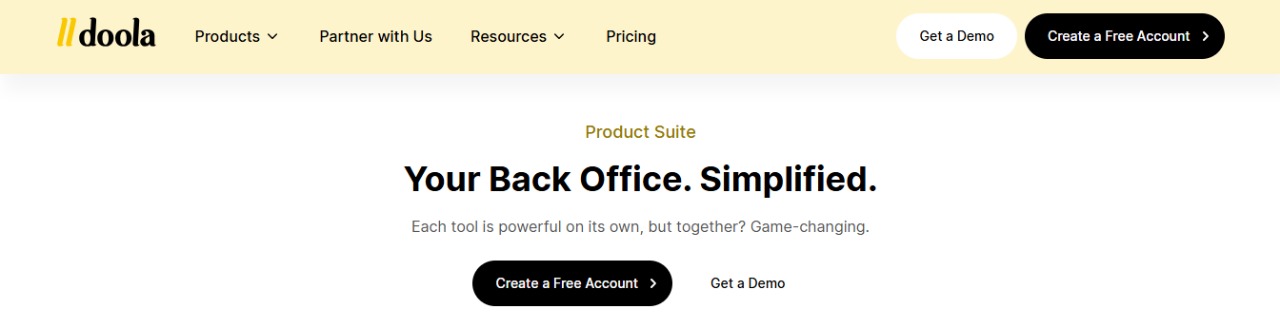 doola Products Partner with Us Resources Pricing Get a Demo Create a Free Account
Product Suite
Your Back Office. Simplified.
Each tool is powerful on its own, but together? Game-changing.
Create a Free Account Get a Demo